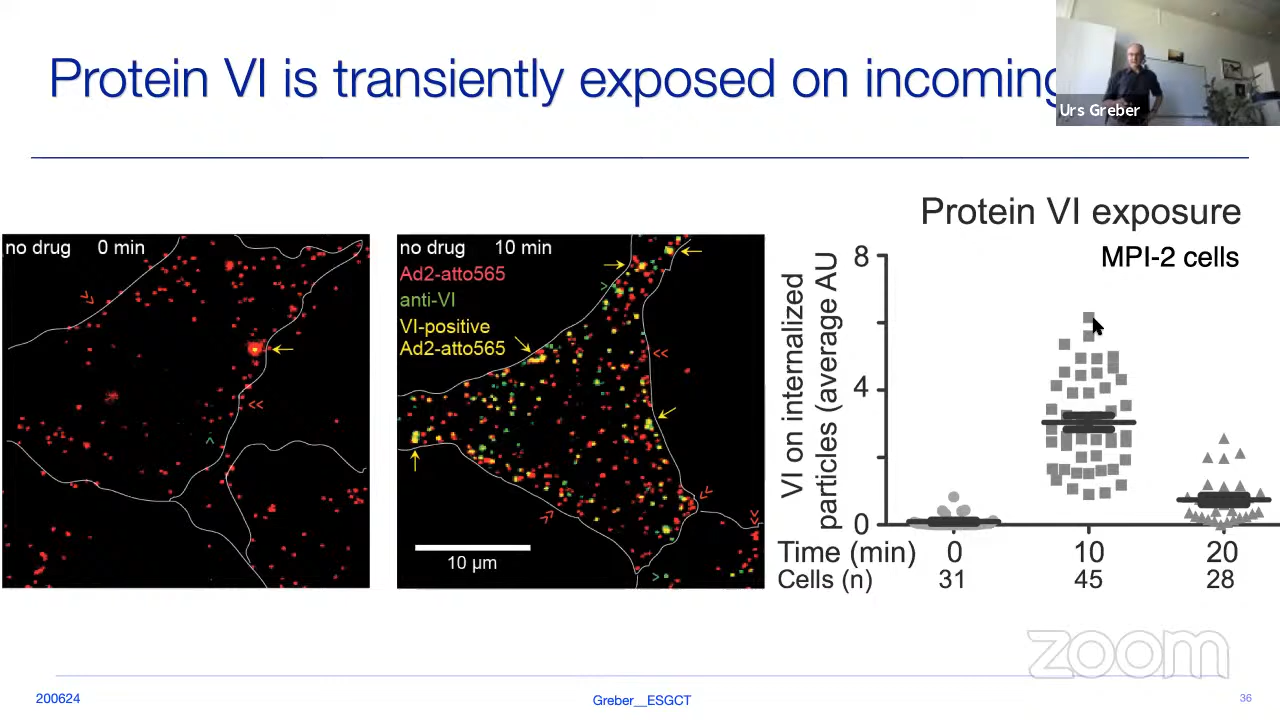 Protein VI is transiently exposed on incoming
Urs Greber
no drug 0 min
no drug 10 min
Ad2-atto565
anti-VI
VI-positive
Ad2-atto565
10 µm
Protein VI exposure
MPI-2 cells
VI on internalized
particles (average AU
8
4
0
Time (min) 0 10 20
Cells (n) 31 45 28
zoom
200624
Greber__ESGCT
36